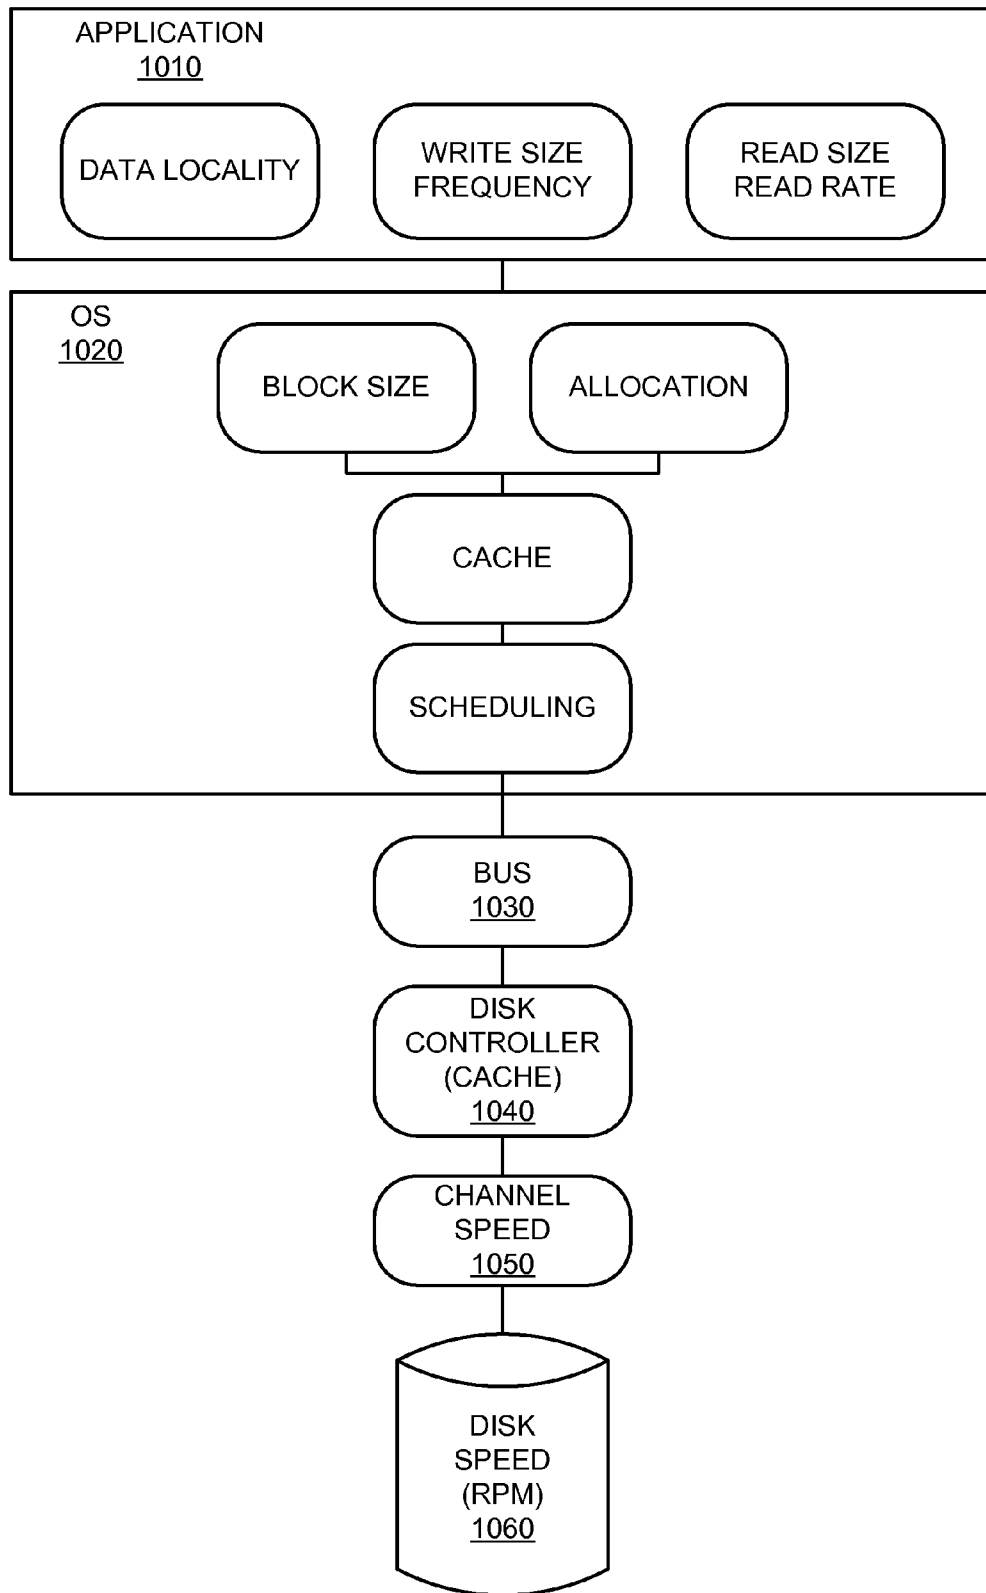 APPLICATION
1010
DATA LOCALITY
WRITE SIZE
FREQUENCY
READ SIZE
READ RATE
OS
1020
BLOCK SIZE
ALLOCATION
CACHE
SCHEDULING
BUS
1030
DISK
CONTROLLER
(CACHE)
1040
CHANNEL
SPEED
1050
DISK
SPEED
(RPM)
1060